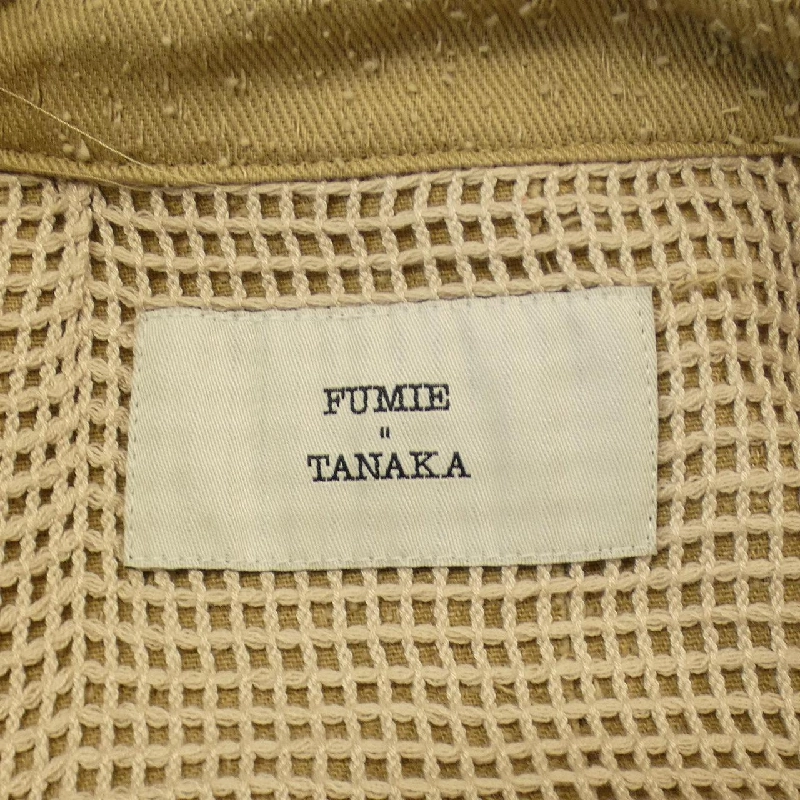 FUMIE
"
TANAKA